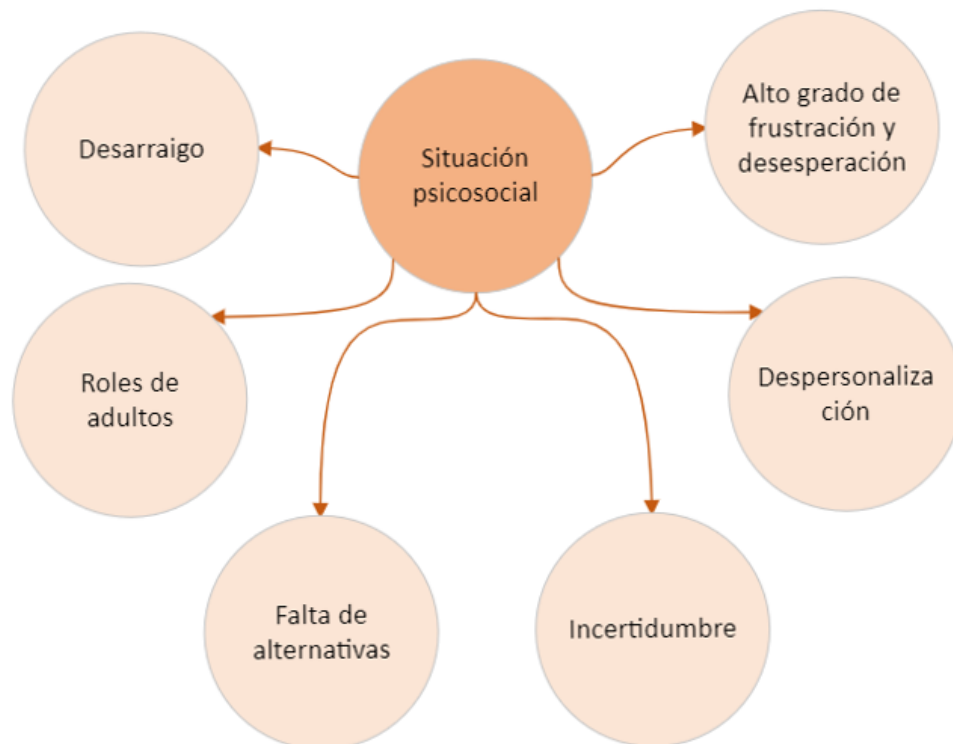 Desarraigo
Situación
psicosocial
Alto grado de
frustración y
desesperación
Roles de
adultos
Despersonaliza
ción
Falta de
alternativas
Incertidumbre